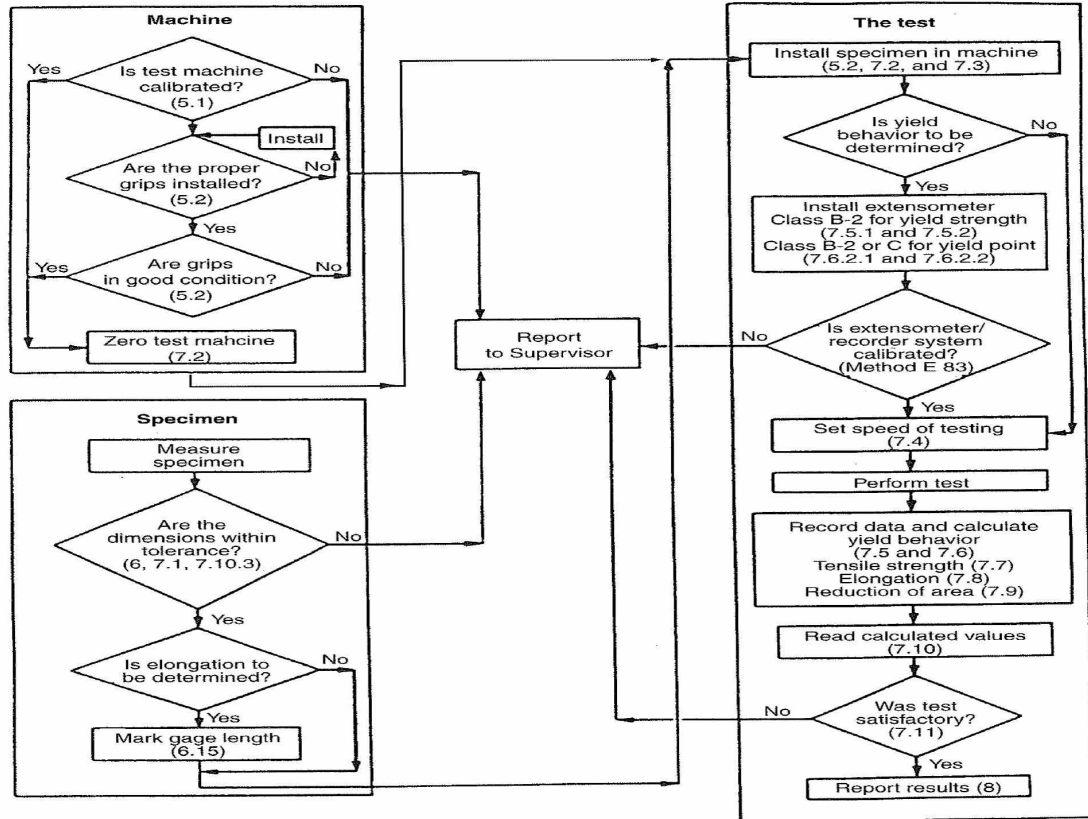 Machine
Is test machine
calibrated?
(5.1)
Yes
No
Install
Are the proper
grips installed?
(5.2)
No
Yes
Are grips
in good condition?
(5.2)
Yes
No
Zero test mahcine
(7.2)
Specimen
Measure
specimen
Are the
dimensions within
tolerance?
(6, 7.1, 7.10.3)
No
Yes
Is elongation to
be determined?
No
Yes
Mark gage length
(6.15)
Report
to Supervisor
The test
Install specimen in machine
(5.2, 7.2, and 7.3)
Is yield
behavior to be
determined?
No
Yes
Install extensometer
Class B-2 for yield strength
(7.5.1 and 7.5.2)
Class B-2 or C for yield point
(7.6.2.1 and 7.6.2.2)
Is extensometer/
recorder system
calibrated?
(Method E 83)
No
Yes
Set speed of testing
(7.4)
Perform test
Record data and calculate
yield behavior
(7.5 and 7.6)
Tensile strength (7.7)
Elongation (7.8)
Reduction of area (7.9)
Read calculated values
(7.10)
Was test
satisfactory?
(7.11)
No
Yes
Report results (8)